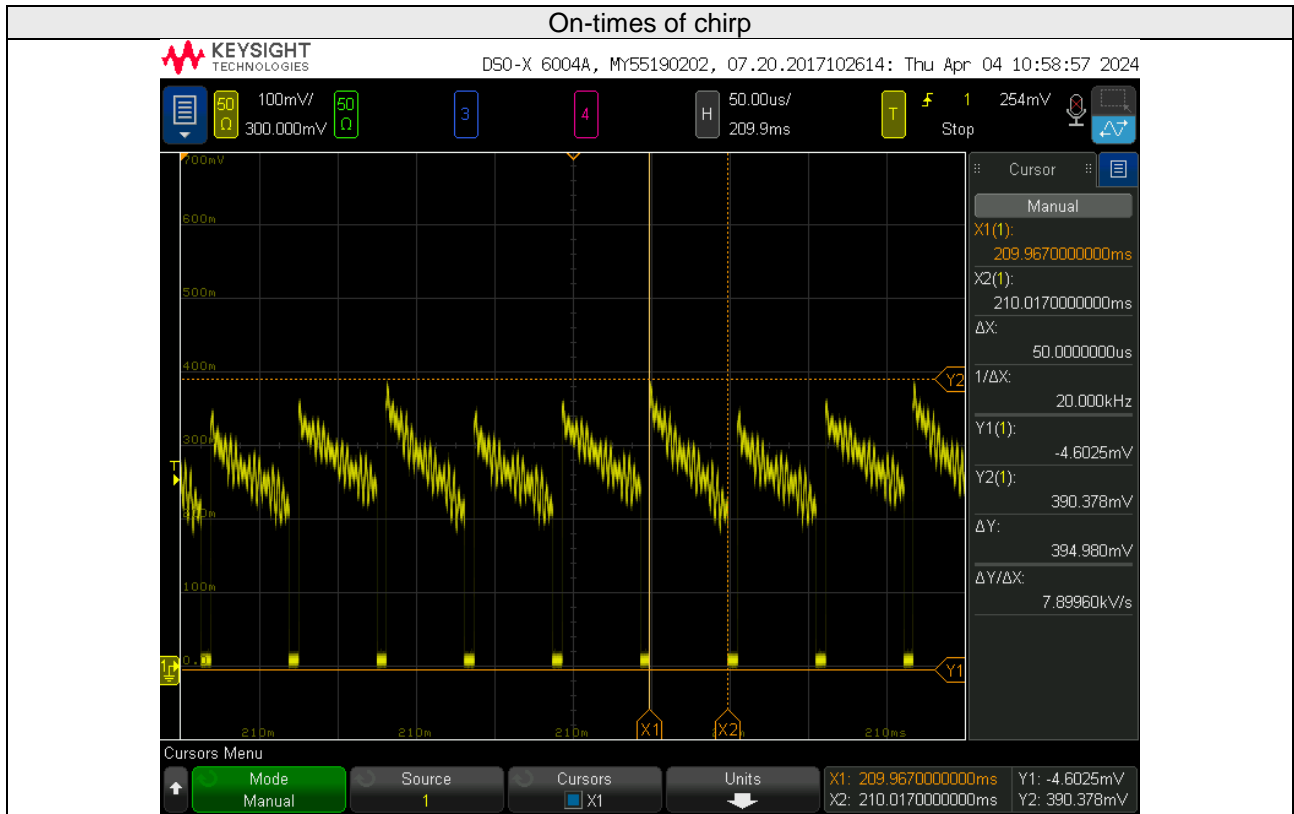 On-times of chirp
KEYSIGHT
TECHNOLOGIES
DSO-X 6004A, MY55190202, 07.20.2017102614: Thu Apr 04 10:58:57 2024
50 Ω 100mV/ 300.000mV
50 Ω
3
4
H 50.00us/ 209.9ms
T 1 254mV Stop
700mV
600m
500m
400m
300m
100m
0.0
T
1
Y2
Y1
X1
X2
210m 210m 210m 210ms
Cursor
Manual
X1(1):
209.9670000000ms
X2(1):
210.0170000000ms
ΔX:
50.0000000us
1/ΔX:
20.000kHz
Y1(1):
-4.6025mV
Y2(1):
390.378mV
ΔY:
394.980mV
ΔY/ΔX:
7.89960kV/s
Cursors Menu
Mode
Manual
Source
1
Cursors
X1
Units
X1: 209.9670000000ms Y1: -4.6025mV
X2: 210.0170000000ms Y2: 390.378mV